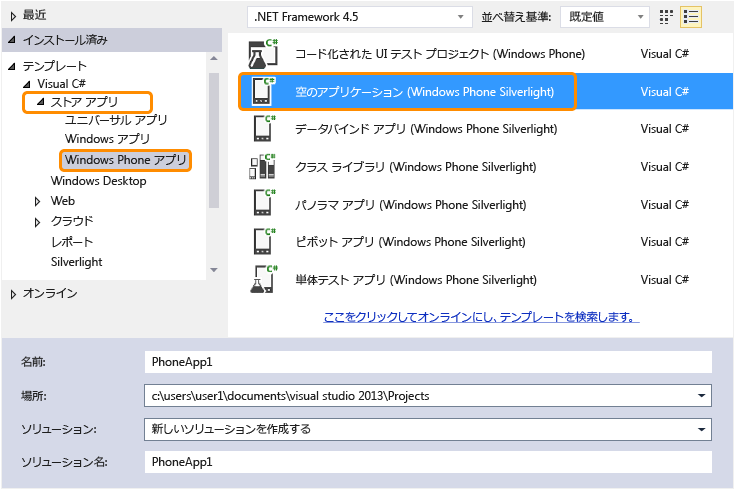 最近
インストール済み
テンプレート
Visual C#
ストア アプリ
ユニバーサル アプリ
Windows アプリ
Windows Phone アプリ
Windows Desktop
Web
クラウド
レポート
Silverlight
オンライン
.NET Framework 4.5 並べ替え基準: 既定値
コード化された UI テスト プロジェクト (Windows Phone) Visual C#
空のアプリケーション (Windows Phone Silverlight) Visual C#
データバインド アプリ (Windows Phone Silverlight) Visual C#
クラス ライブラリ (Windows Phone Silverlight) Visual C#
パノラマ アプリ (Windows Phone Silverlight) Visual C#
ピボット アプリ (Windows Phone Silverlight) Visual C#
単体テスト アプリ (Windows Phone Silverlight) Visual C#
ここをクリックしてオンラインにし、テンプレートを検索します。
名前: PhoneApp1
場所: c:\users\user1\documents\visual studio 2013\Projects
ソリューション: 新しいソリューションを作成する
ソリューション名: PhoneApp1